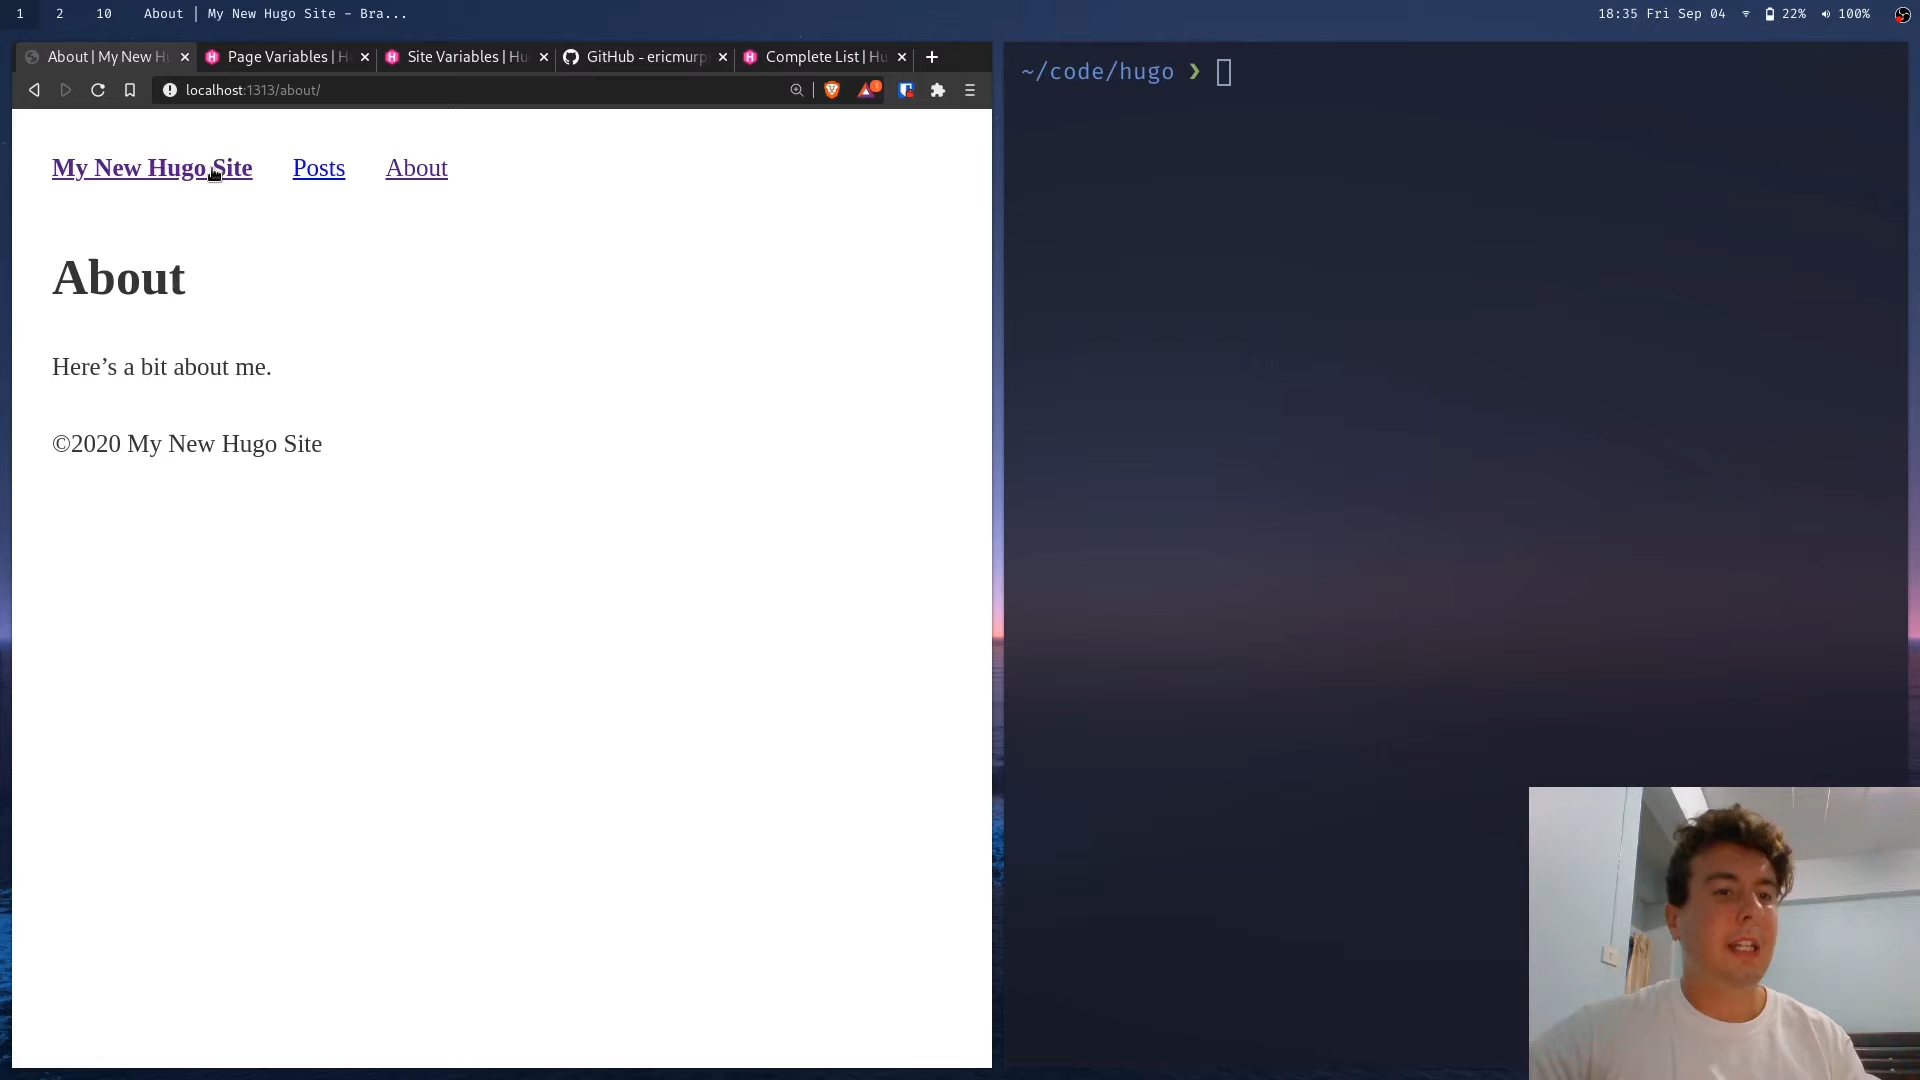 1 2 10 About | My New Hugo Site - Bra...
18:35 Fri Sep 04 22% 100%
About | My New H
Page Variables | H
Site Variables | Hu
GitHub - ericmurp
Complete List | Hu
localhost:1313/about/
1
My New Hugo Site Posts About
About
Here’s a bit about me.
©2020 My New Hugo Site
~/code/hugo ❯